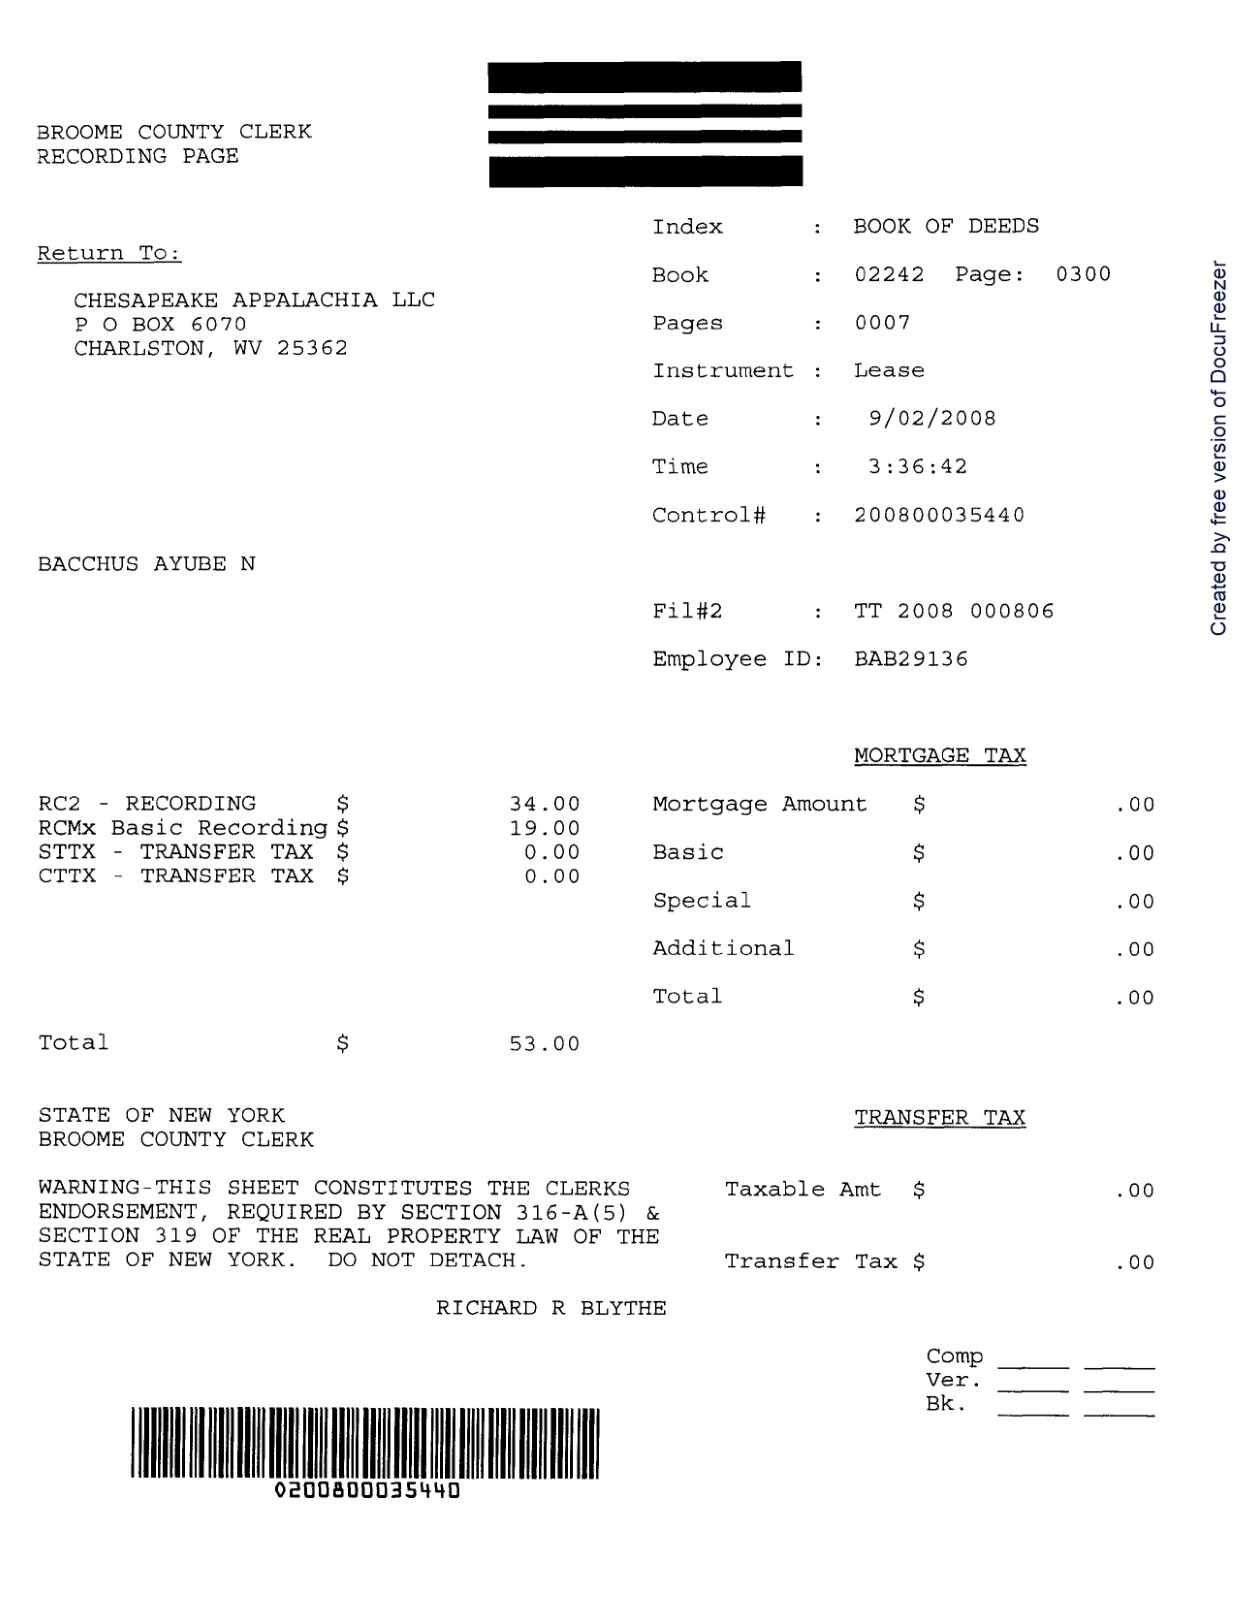 BROOME COUNTY CLERK
RECORDING PAGE
Return To:
CHESAPEAKE APPALACHIA LLC
P O BOX 6070
CHARLSTON, WV 25362
Index : BOOK OF DEEDS
Book : 02242 Page: 0300
Pages : 0007
Instrument : Lease
Date : 9/02/2008
Time : 3:36:42
Control# : 200800035440
BACCHUS AYUBE N
Fil#2 : TT 2008 000806
Employee ID: BAB29136
MORTGAGE TAX
RC2 - RECORDING $ 34.00
RCMx Basic Recording $ 19.00
STTX - TRANSFER TAX $ 0.00
CTTX - TRANSFER TAX $ 0.00
Mortgage Amount $ .00
Basic $ .00
Special $ .00
Additional $ .00
Total $ .00
Total $ 53.00
STATE OF NEW YORK
BROOME COUNTY CLERK
WARNING-THIS SHEET CONSTITUTES THE CLERKS
ENDORSEMENT, REQUIRED BY SECTION 316-A(5) &
SECTION 319 OF THE REAL PROPERTY LAW OF THE
STATE OF NEW YORK. DO NOT DETACH.
TRANSFER TAX
Taxable Amt $ .00
Transfer Tax $ .00
RICHARD R BLYTHE
Comp
Ver.
Bk.
0200800035440
Created by free version of DocuFreezer